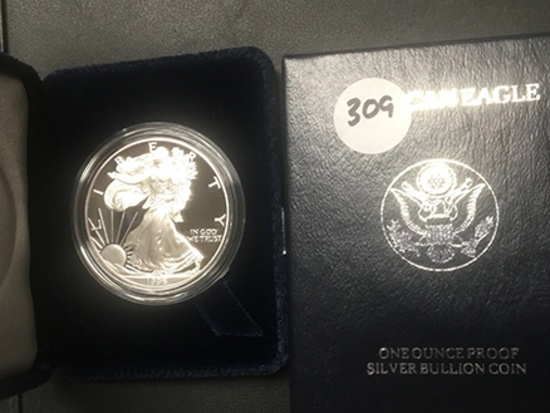 LIBERTY
IN GOD
WE TRUST
309
EAGLE
ONE OUNCE PROOF
SILVER BULLION COIN